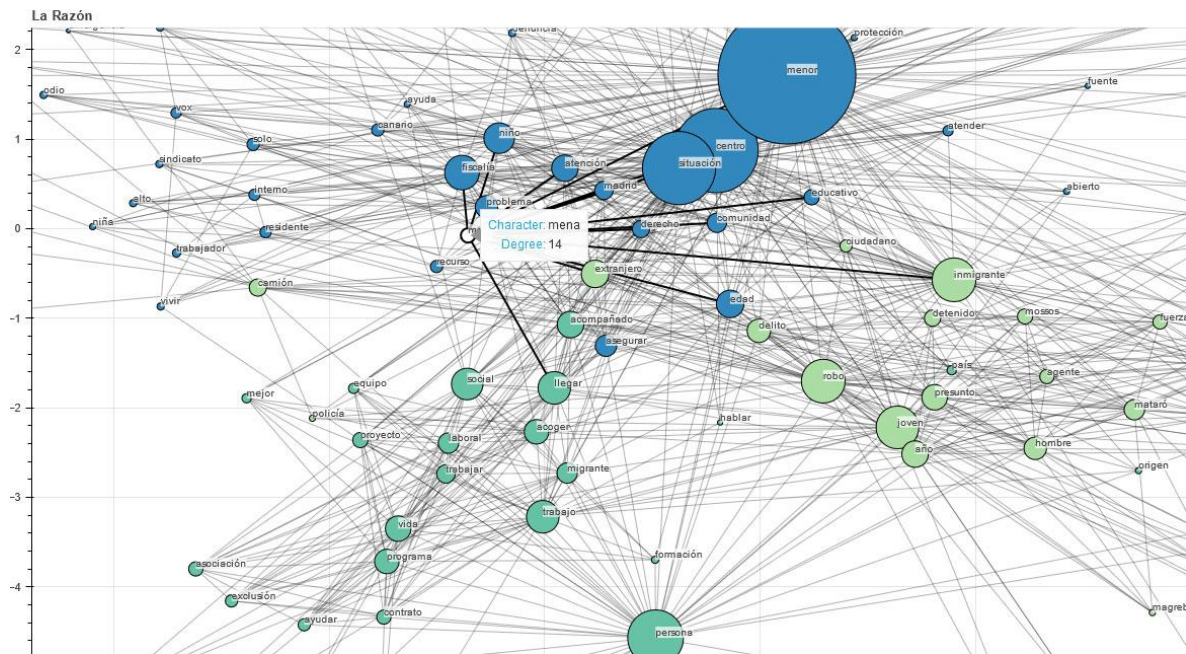 La Razón
denuncia
protección
2
menor
fuente
odio
ayuda
vox
1
canario
niño
centro
atender
solo
sindicato
fiscalía
atención
situación
interno
madrid
educativo
abierto
alto
problema
niña
0
residente
Character: mena
derecho
comunidad
Degree: 14
ciudadano
trabajador
recurso
extranjero
inmigrante
camión
vivir
edad
−1
acompañado
delito
detenido
mossos
fuerza
asegurar
equipo
social
llegar
robo
país
agente
mejor
presunto
−2
policía
hablar
joven
mataró
proyecto
laboral
acoger
año
hombre
trabajar
migrante
origen
−3
vida
trabajo
programa
formación
asociación
−4
exclusión
contrato
magreb
ayudar
persona